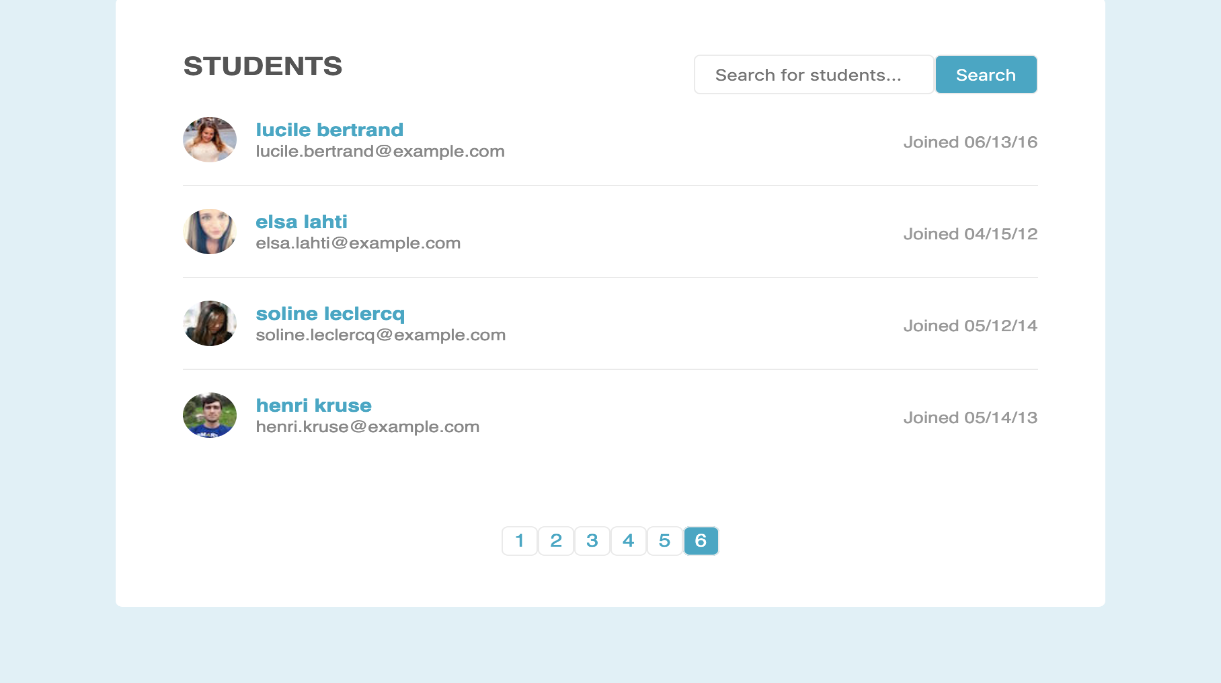 STUDENTS
Search for students...
Search
lucile bertrand
lucile.bertrand@example.com
Joined 06/13/16
elsa lahti
elsa.lahti@example.com
Joined 04/15/12
soline leclercq
soline.leclercq@example.com
Joined 05/12/14
henri kruse
henri.kruse@example.com
Joined 05/14/13
1 2 3 4 5 6